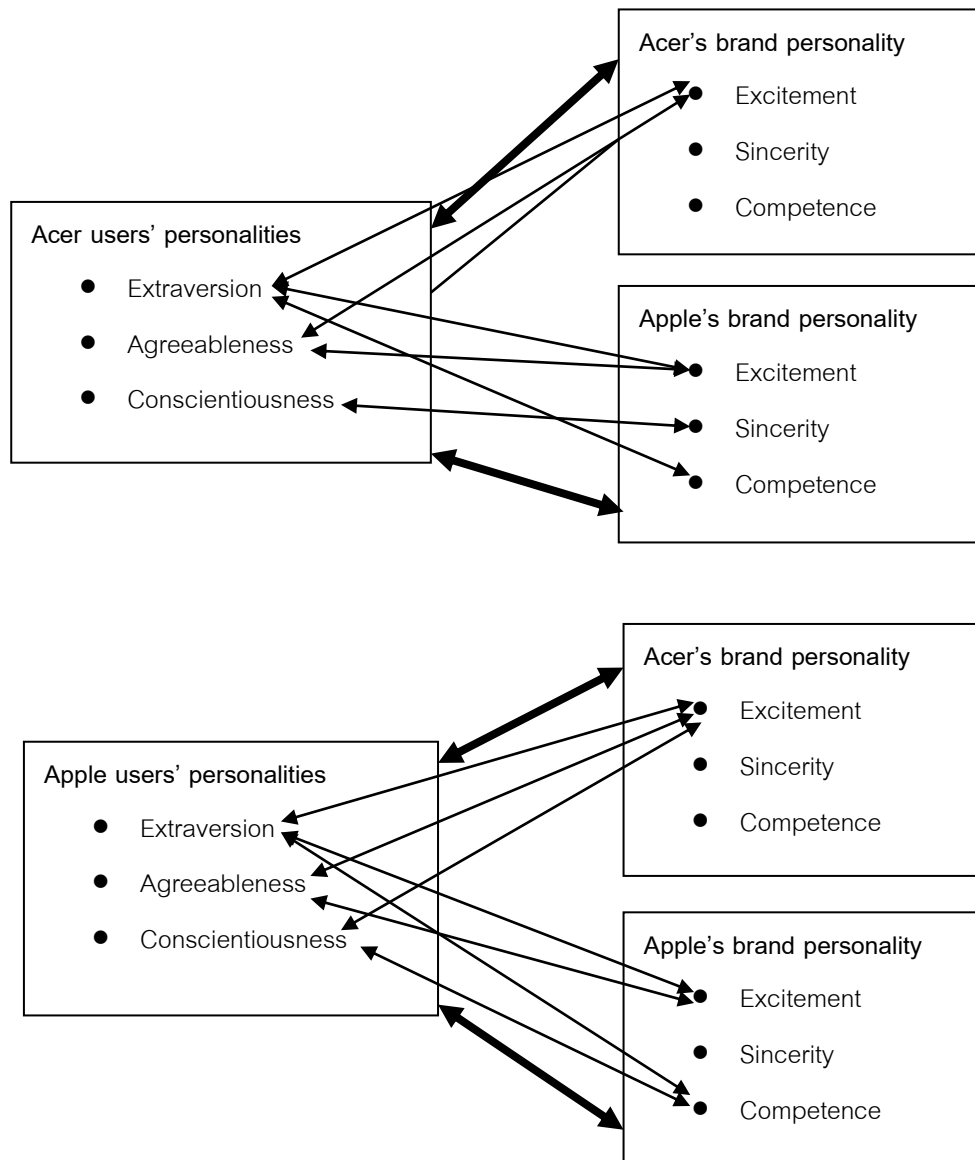 Acer's brand personality
● Excitement
● Sincerity
● Competence
Acer users' personalities
● Extraversion
● Agreeableness
● Conscientiousness
Apple's brand personality
● Excitement
● Sincerity
● Competence
Acer's brand personality
● Excitement
● Sincerity
● Competence
Apple users' personalities
● Extraversion
● Agreeableness
● Conscientiousness
Apple's brand personality
● Excitement
● Sincerity
● Competence